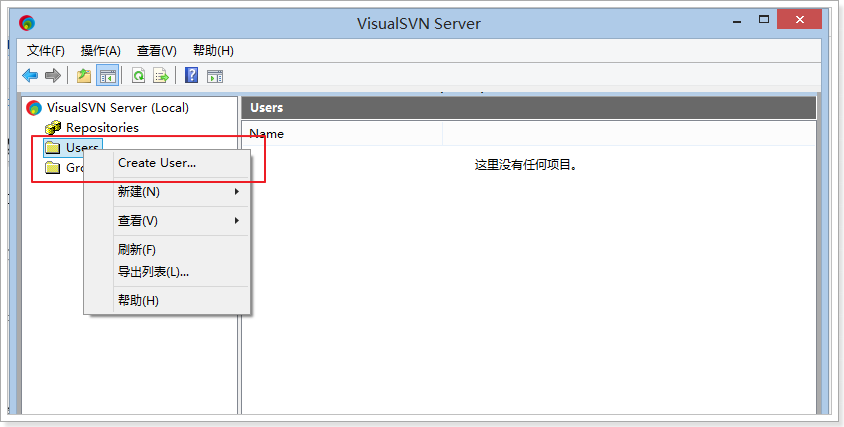 VisualSVN Server
文件(F) 操作(A) 查看(V) 帮助(H)
VisualSVN Server (Local)
Repositories
Users
Users
Name
这里没有任何项目。
Create User...
新建(N)
查看(V)
刷新(F)
导出列表(L)...
帮助(H)